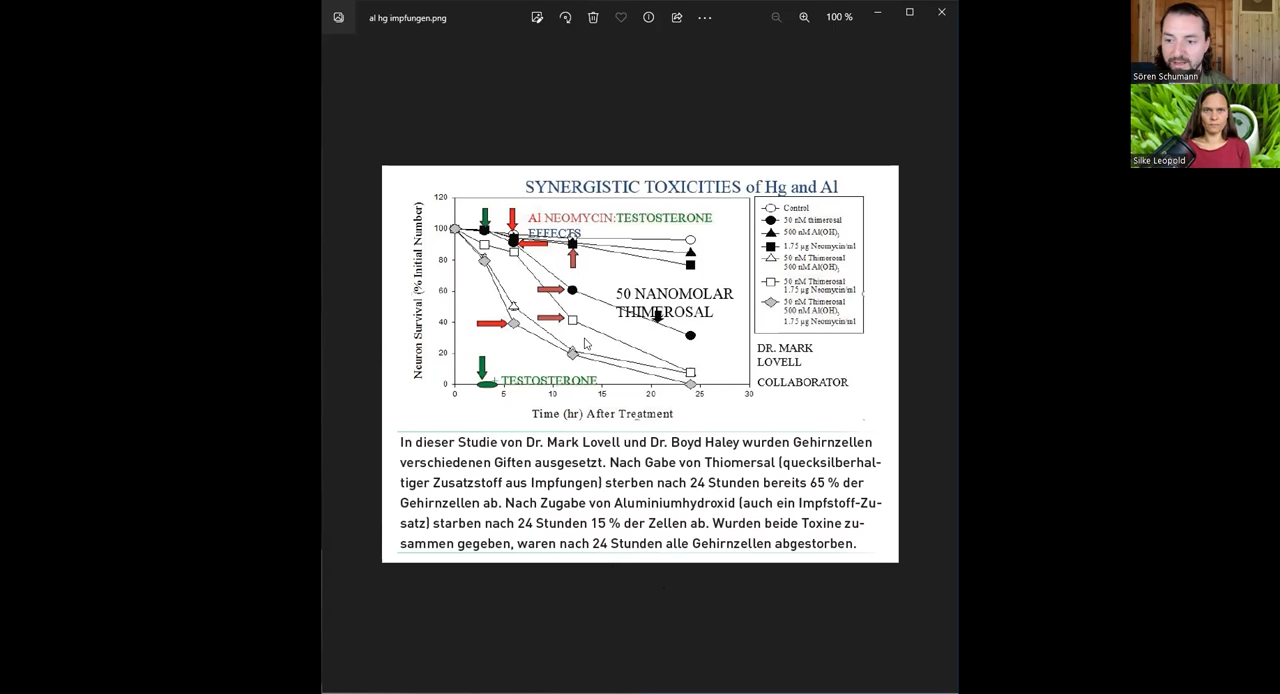 al hg impfungen.png
100 %
Sören Schumann
Silke Leopold
SYNERGISTIC TOXICITIES of Hg and Al
Al NEOMYCIN:TESTOSTERONE
EFFECTS
Neuron Survival (% Initial Number)
120
100
80
60
40
20
0
50 NANOMOLAR
THIMEROSAL
+ TESTOSTERONE
0
5
10
15
20
25
30
Time (hr) After Treatment
Control
50 nM thimerosal
500 nM Al(OH)3
1.75 µg Neomycin/ml
50 nM Thimerosal
500 nM Al(OH)3
50 nM Thimerosal
1.75 µg Neomycin/ml
50 nM Thimerosal
500 nM Al(OH)3
1.75 µg Neomycin/ml
DR. MARK
LOVELL
COLLABORATOR
In dieser Studie von Dr. Mark Lovell und Dr. Boyd Haley wurden Gehirnzellen
verschiedenen Giften ausgesetzt. Nach Gabe von Thiomersal (quecksilberhal-
tiger Zusatzstoff aus Impfungen) sterben nach 24 Stunden bereits 65 % der
Gehirnzellen ab. Nach Zugabe von Aluminiumhydroxid (auch ein Impfstoff-Zu-
satz) starben nach 24 Stunden 15 % der Zellen ab. Wurden beide Toxine zu-
sammen gegeben, waren nach 24 Stunden alle Gehirnzellen abgestorben.